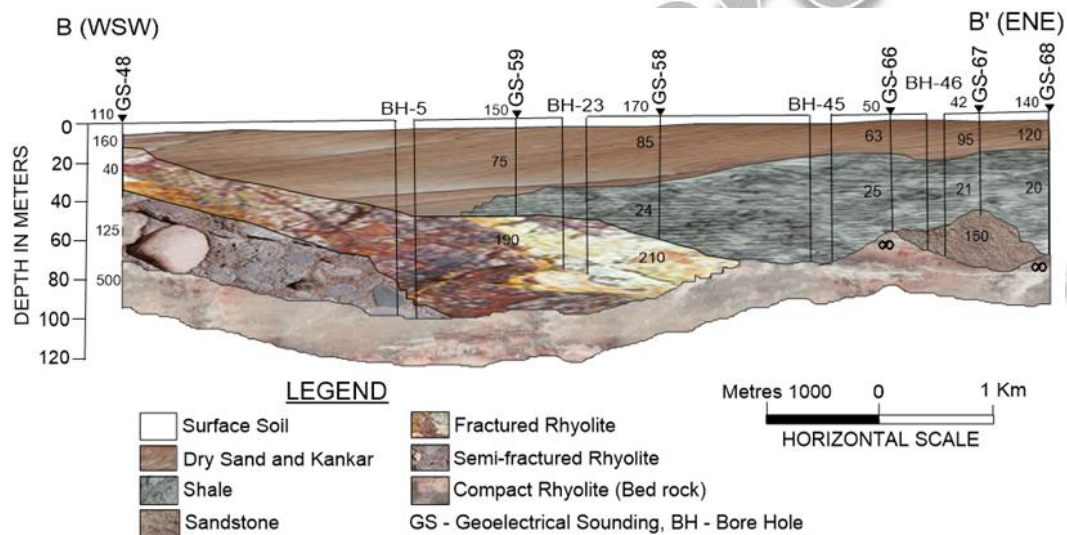 B (WSW)
B' (ENE)
GS-48
GS-59
GS-58
GS-66
GS-67
GS-68
BH-5
BH-23
BH-45
BH-46
110
150
170
50
42
140
0
20
40
60
80
100
120
DEPTH IN METERS
160
40
125
500
75
85
63
95
120
24
25
21
20
190
210
150
∞
∞
LEGEND
Surface Soil
Dry Sand and Kankar
Shale
Sandstone
Fractured Rhyolite
Semi-fractured Rhyolite
Compact Rhyolite (Bed rock)
GS - Geoelectrical Sounding, BH - Bore Hole
Metres 1000 0 1 Km
HORIZONTAL SCALE